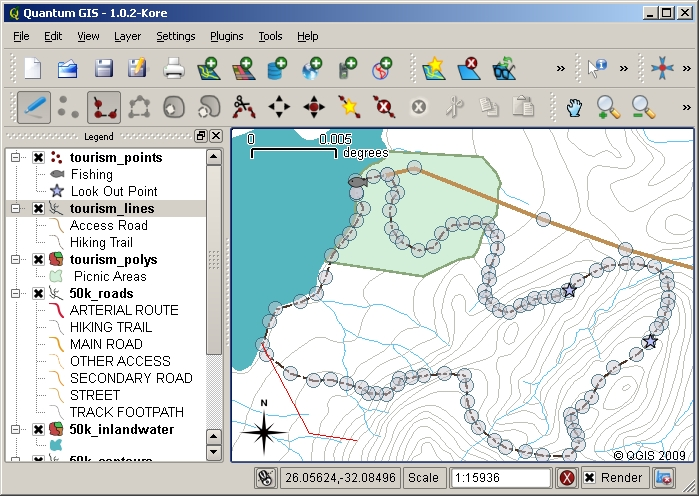 Quantum GIS - 1.0.2-Kore
File Edit View Layer Settings Plugins Tools Help
» » »
» »
Legend
tourism_points
Fishing
Look Out Point
tourism_lines
Access Road
Hiking Trail
tourism_polys
Picnic Areas
50k_roads
ARTERIAL ROUTE
HIKING TRAIL
MAIN ROAD
OTHER ACCESS
SECONDARY ROAD
STREET
TRACK FOOTPATH
50k_inlandwater
50k_contours
0 0.005
degrees
N
© QGIS 2009
26.05624,-32.08496 Scale 1:15936 Render